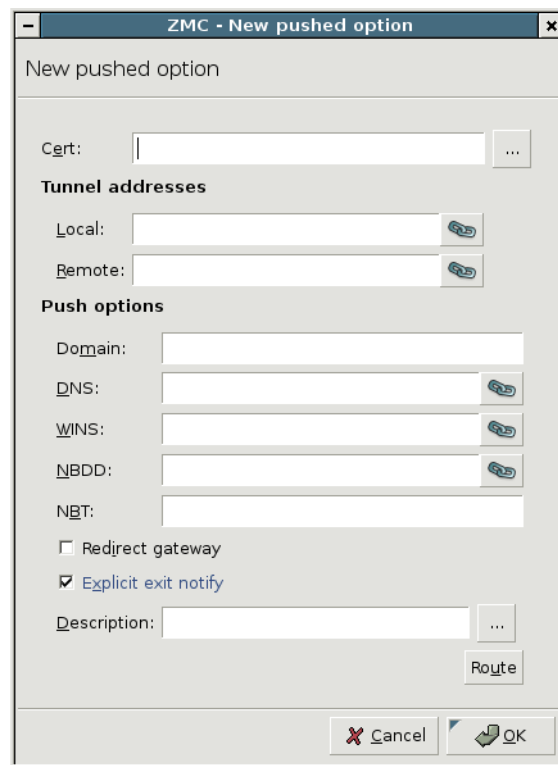 ZMC - New pushed option
New pushed option
Cert:
...
Tunnel addresses
Local:
Remote:
Push options
Domain:
DNS:
WINS:
NBDD:
NBT:
Redirect gateway
Explicit exit notify
Description:
...
Route
Cancel
OK